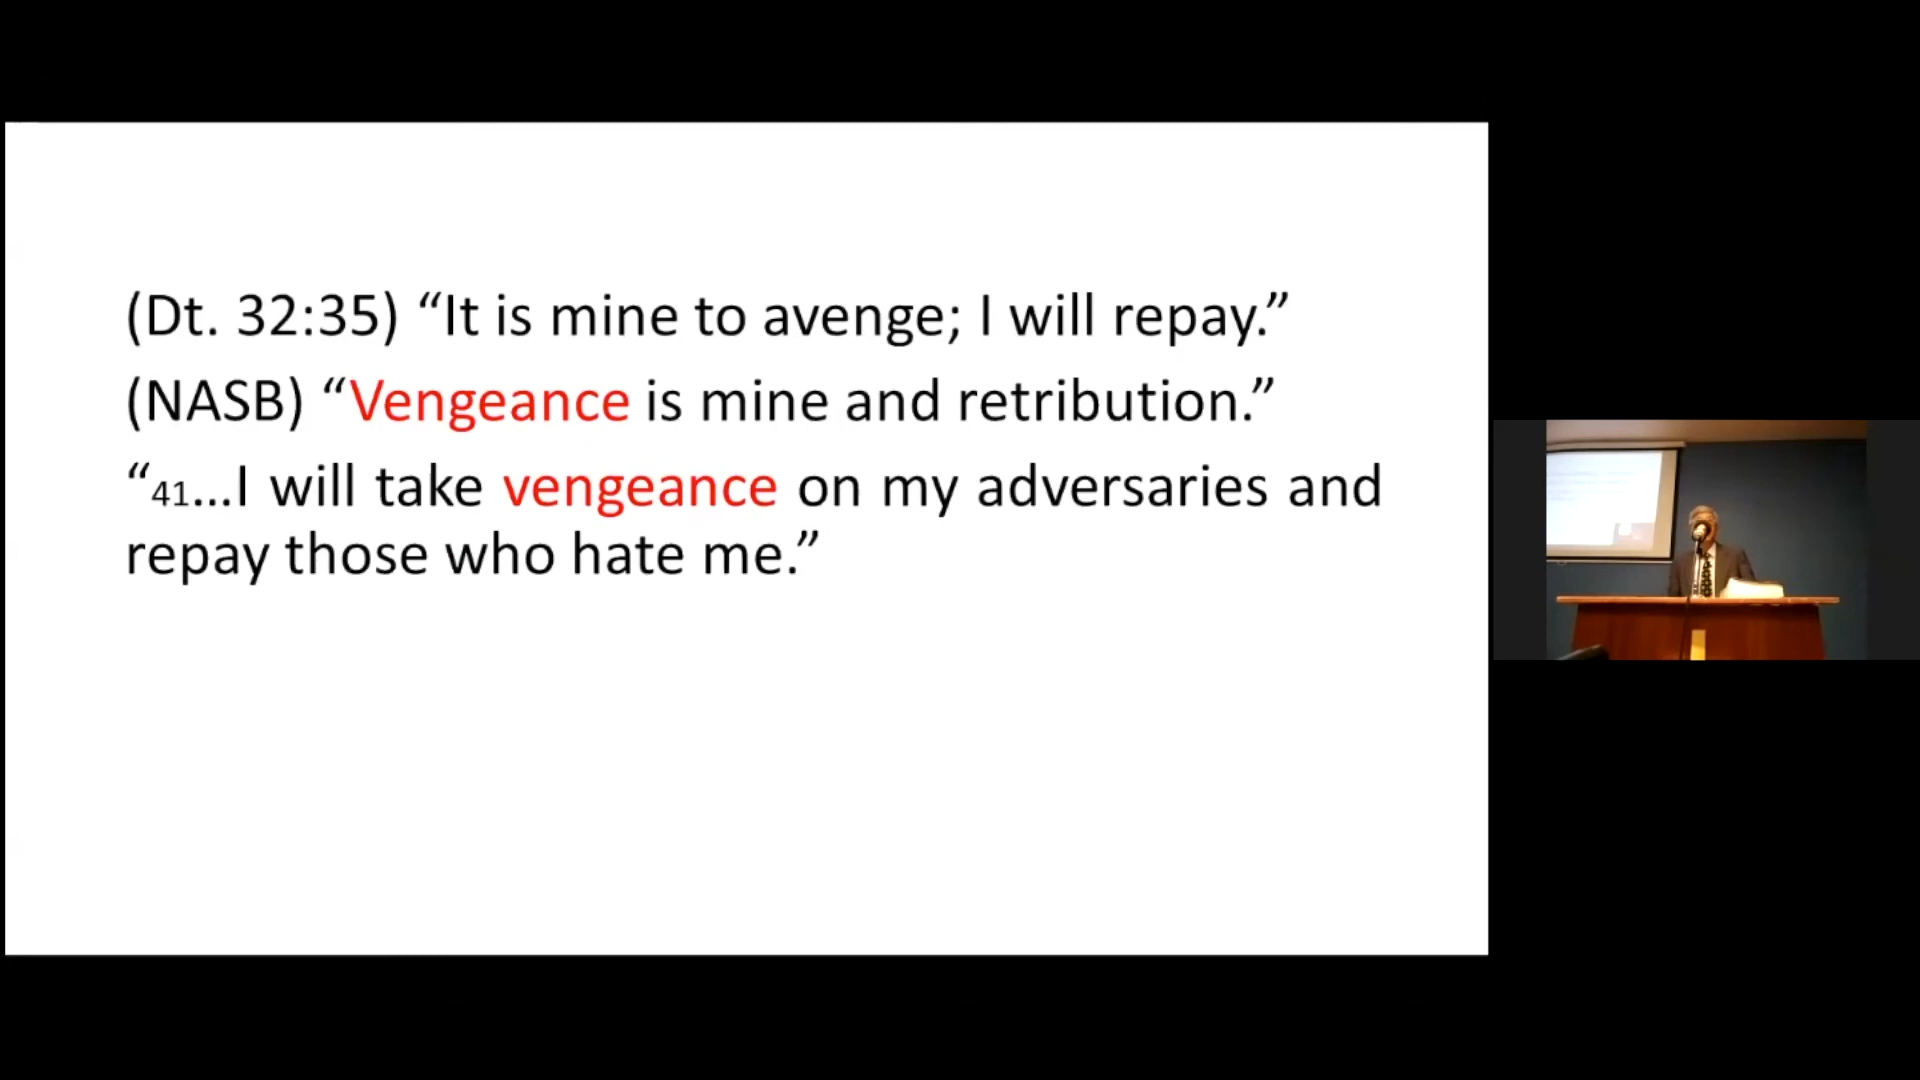 (Dt. 32:35) “It is mine to avenge; I will repay.”
(NASB) “Vengeance is mine and retribution.”
“41...I will take vengeance on my adversaries and
repay those who hate me.”